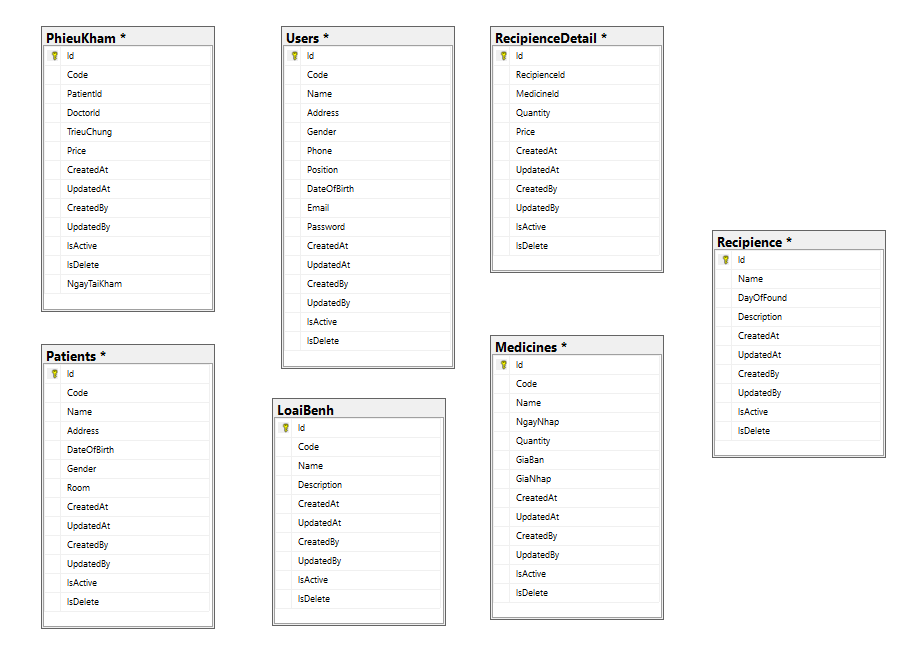 PhieuKham *
Id
Code
PatientId
DoctorId
TrieuChung
Price
CreatedAt
UpdatedAt
CreatedBy
UpdatedBy
IsActive
IsDelete
NgayTaiKham
Users *
Id
Code
Name
Address
Gender
Phone
Position
DateOfBirth
Email
Password
CreatedAt
UpdatedAt
CreatedBy
UpdatedBy
IsActive
IsDelete
RecipienceDetail *
Id
RecipienceId
MedicineId
Quantity
Price
CreatedAt
UpdatedAt
CreatedBy
UpdatedBy
IsActive
IsDelete
Recipience *
Id
Name
DayOfFound
Description
CreatedAt
UpdatedAt
CreatedBy
UpdatedBy
IsActive
IsDelete
Patients *
Id
Code
Name
Address
DateOfBirth
Gender
Room
CreatedAt
UpdatedAt
CreatedBy
UpdatedBy
IsActive
IsDelete
LoaiBenh
Id
Code
Name
Description
CreatedAt
UpdatedAt
CreatedBy
UpdatedBy
IsActive
IsDelete
Medicines *
Id
Code
Name
NgayNhap
Quantity
GiaBan
GiaNhap
CreatedAt
UpdatedAt
CreatedBy
UpdatedBy
IsActive
IsDelete